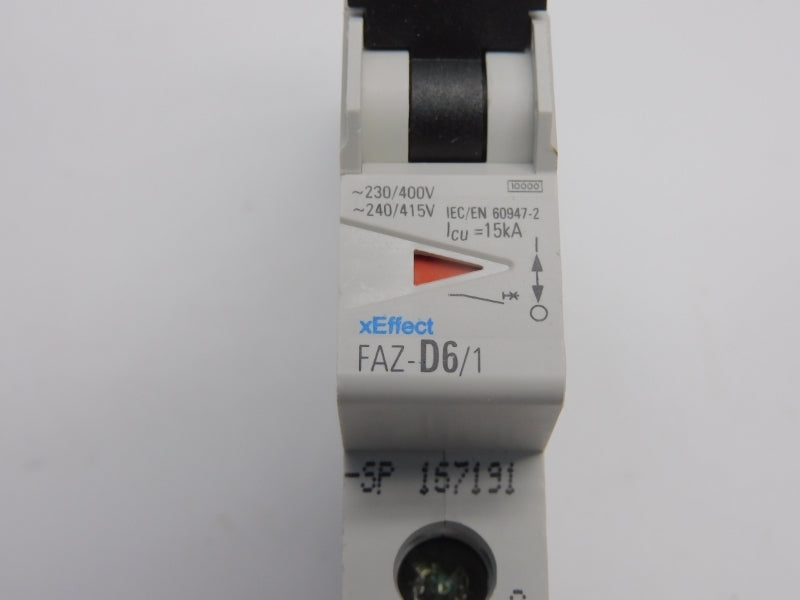 ~230/400V
~240/415V
10000
IEC/EN 60947-2
ICU =15kA
I
xEffect
FAZ-D6/1
-SP 167191